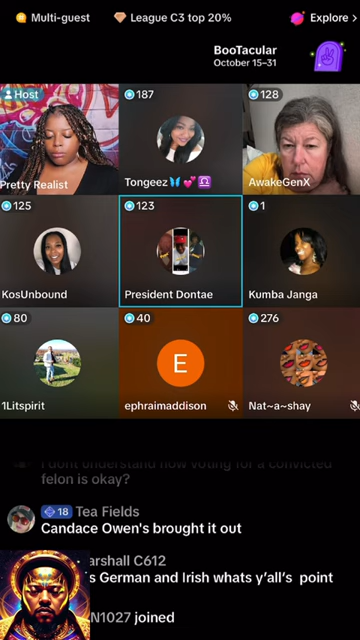 Multi-guest League C3 top 20% Explore >
BooTacular
October 15–31
Host 187 128
Pretty Realist Tongeez AwakeGenX
125 123 1
KosUnbound President Dontae Kumba Janga
80 40 276
E
1Litspirit ephraimaddison Nat~a~shay
I dont understand how voting for a convicted
felon is okay?
18 Tea Fields
Candace Owen's brought it out
arshall C612
s German and Irish whats y'all's point
N1027 joined